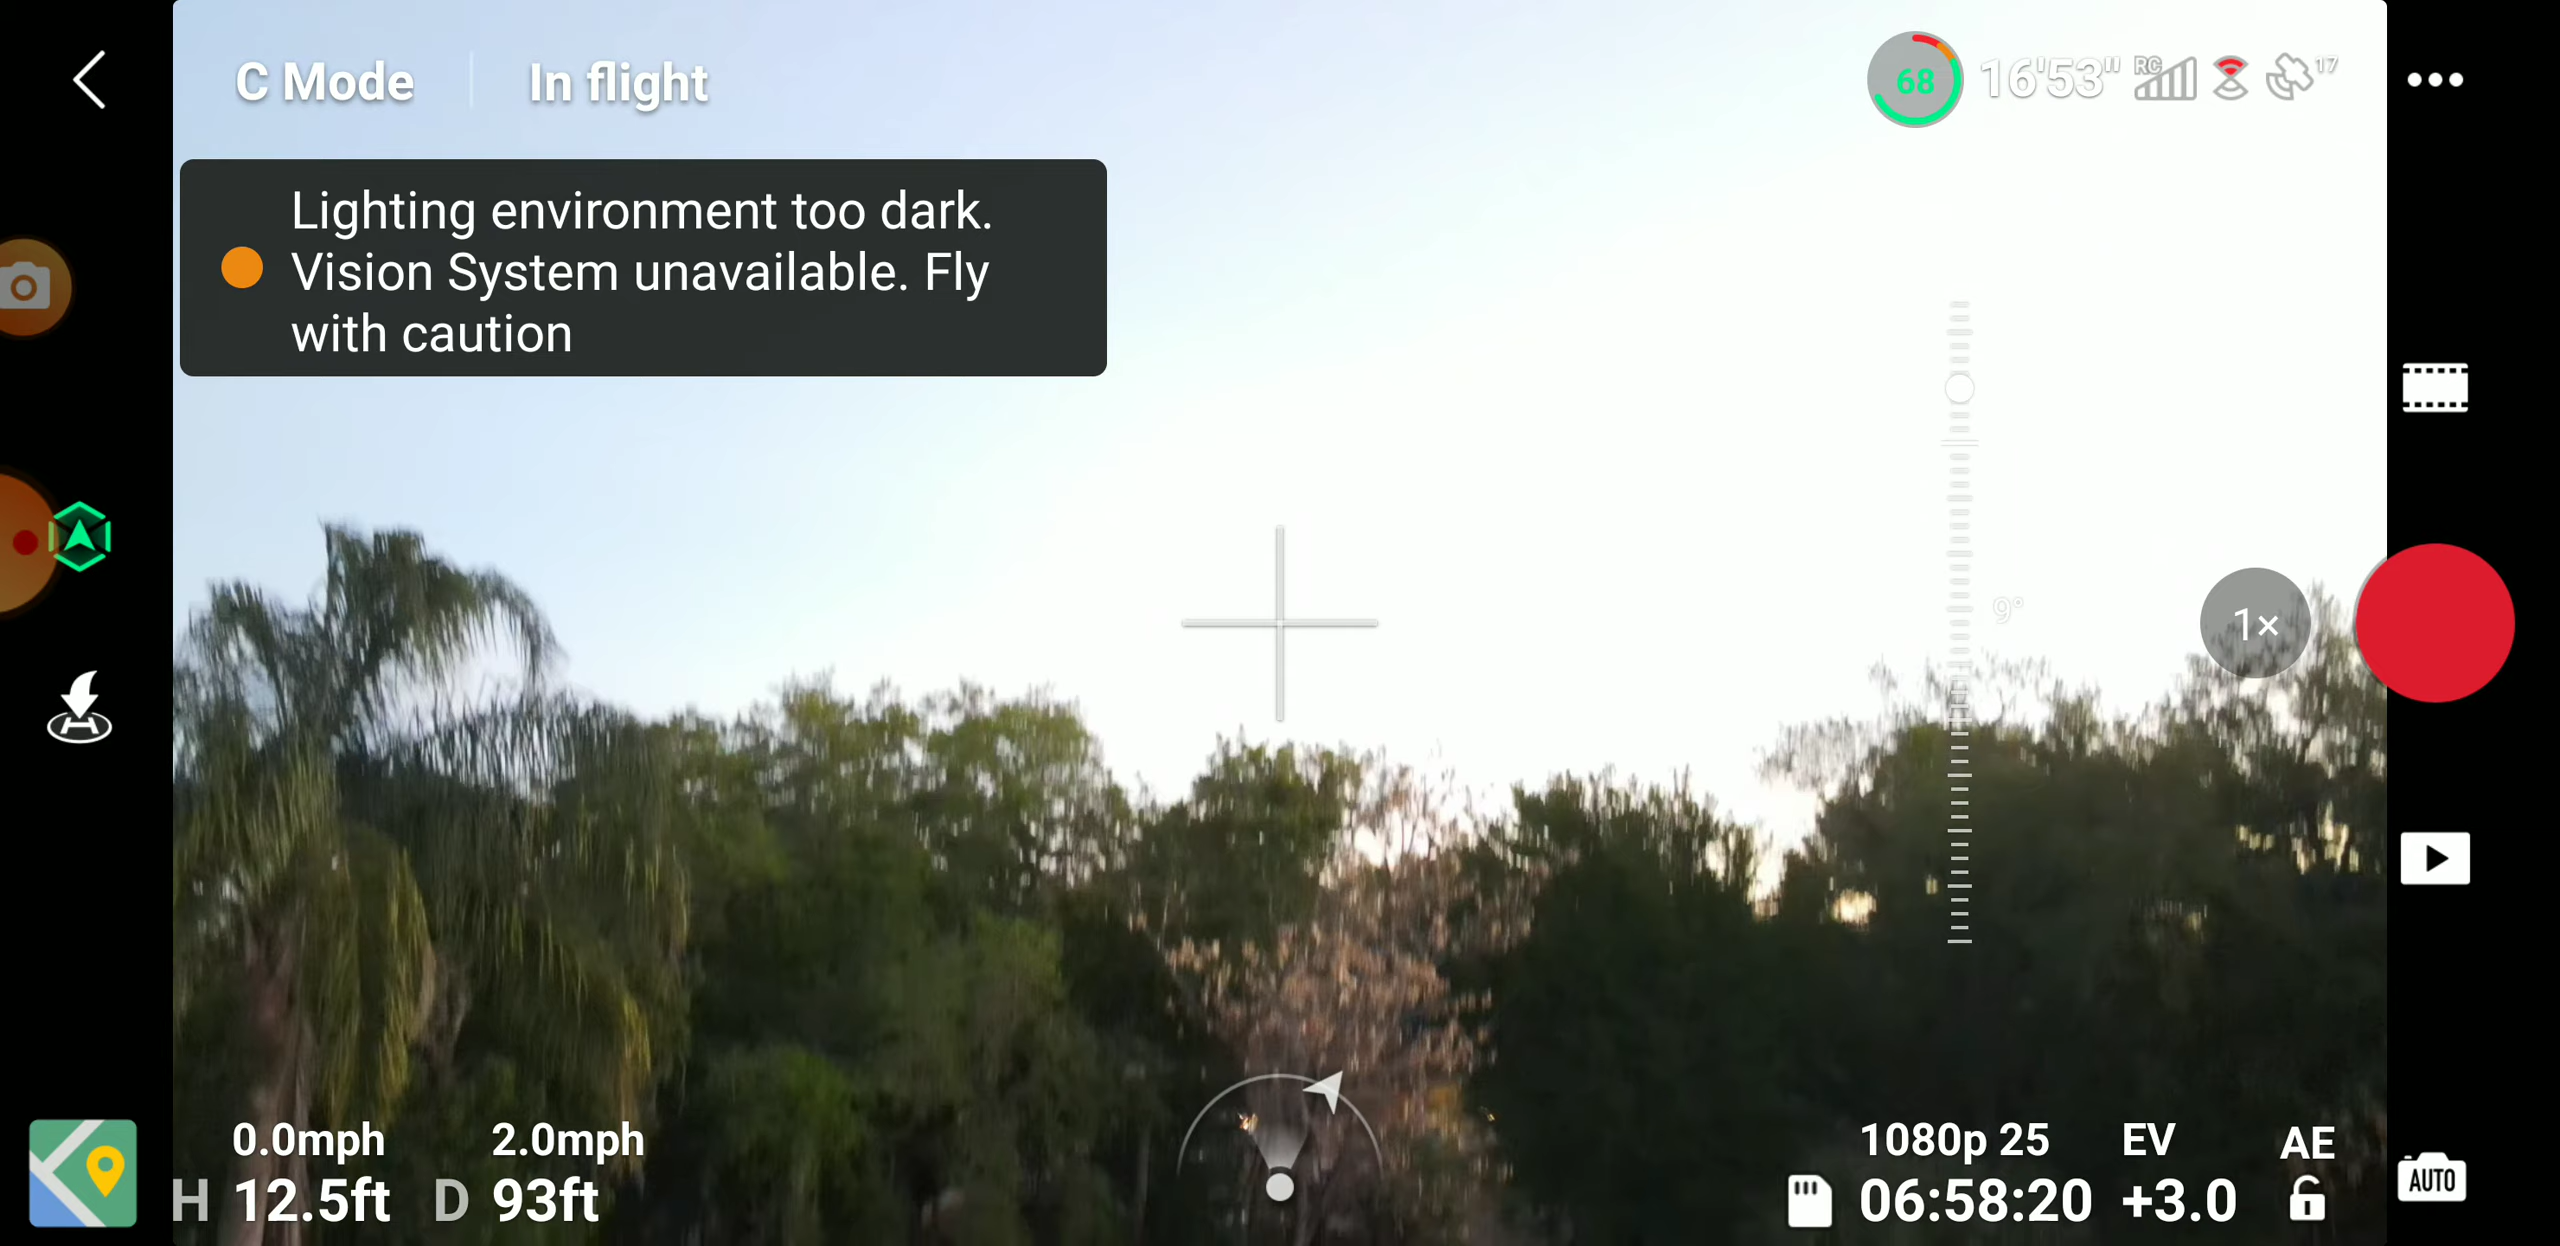 C Mode
In flight
68
16'53"
RC
17
Lighting environment too dark.
Vision System unavailable. Fly
with caution
9°
1×
0.0mph
2.0mph
H 12.5ft
D 93ft
1080p 25
EV
AE
06:58:20
+3.0
AUTO